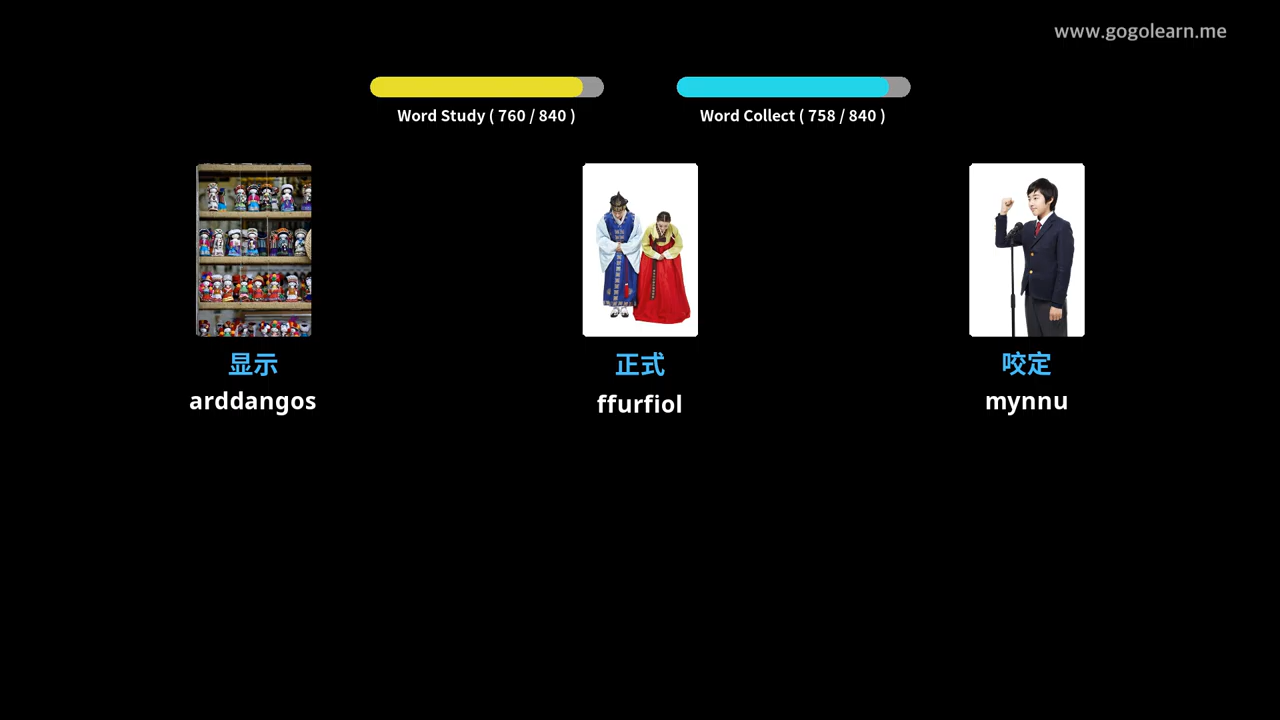 www.gogolearn.me
Word Study ( 760 / 840 )
Word Collect ( 758 / 840 )
显示
正式
咬定
arddangos
ffurfiol
mynnu